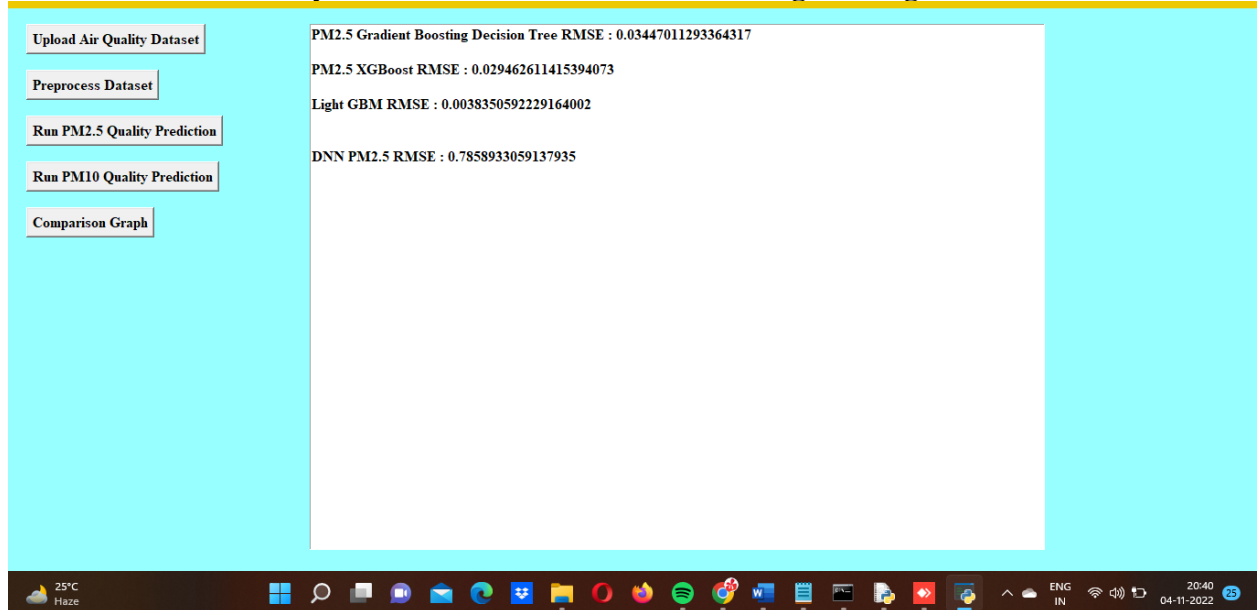 Upload Air Quality Dataset
Preprocess Dataset
Run PM2.5 Quality Prediction
Run PM10 Quality Prediction
Comparison Graph
PM2.5 Gradient Boosting Decision Tree RMSE : 0.03447011293364317
PM2.5 XGBoost RMSE : 0.029462611415394073
Light GBM RMSE : 0.0038350592229164002
DNN PM2.5 RMSE : 0.7858933059137935
25°C
Haze
ENG
IN
20:40
04-11-2022
25